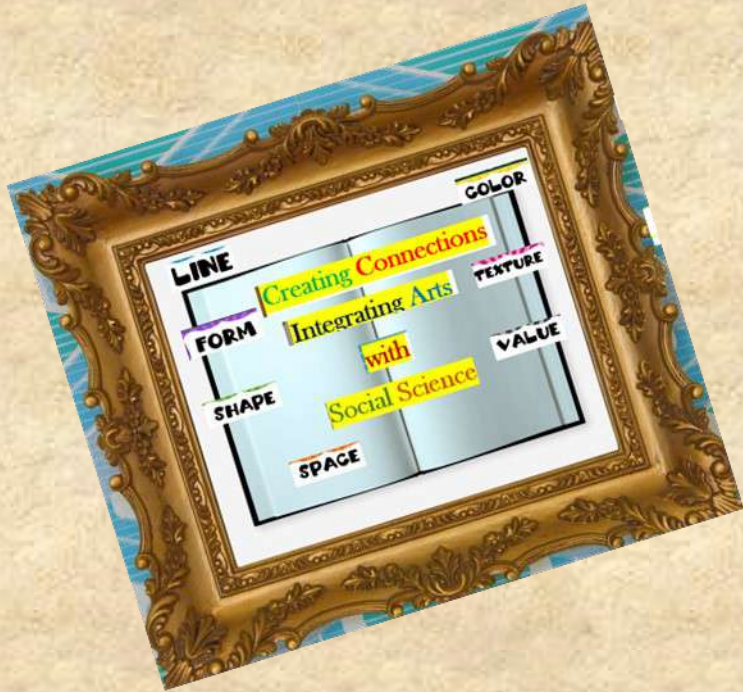 COLOR
LINE
Creating Connections
TEXTURE
Integrating Arts
FORM
VALUE
with
SHAPE
Social Science
SPACE